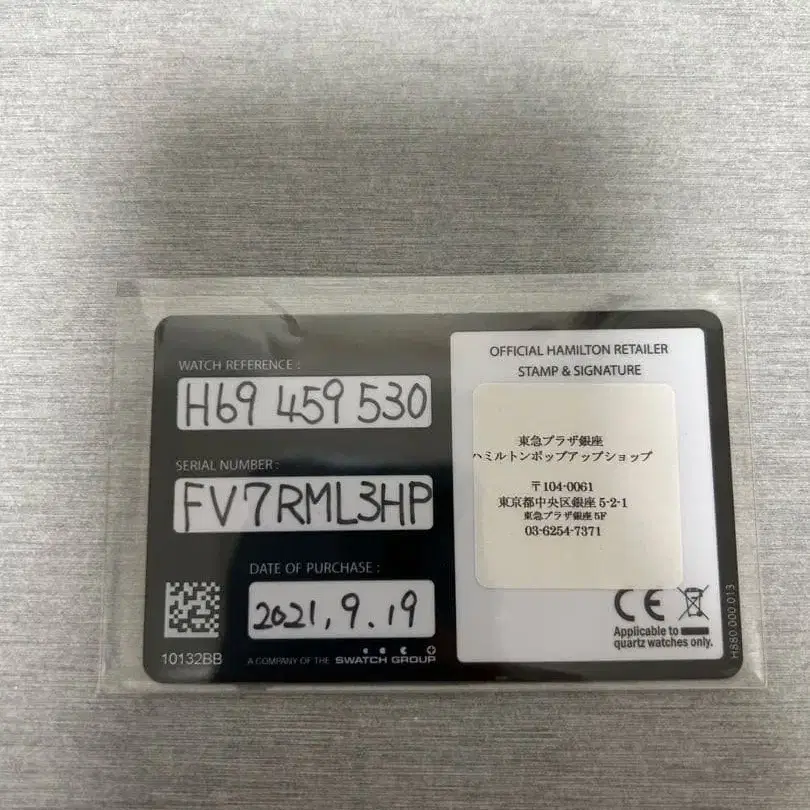 WATCH REFERENCE :
H69 459 530
SERIAL NUMBER :
FV7RML3HP
DATE OF PURCHASE :
2021, 9. 19
10132BB
A COMPANY OF THE SWATCH GROUP
OFFICIAL HAMILTON RETAILER
STAMP & SIGNATURE
東急プラザ銀座
ハミルトンポップアップショップ
〒104-0061
東京都中央区銀座 5-2-1
東急プラザ銀座 5F
03-6254-7371
CE
Applicable to
quartz watches only.
H880.000.013